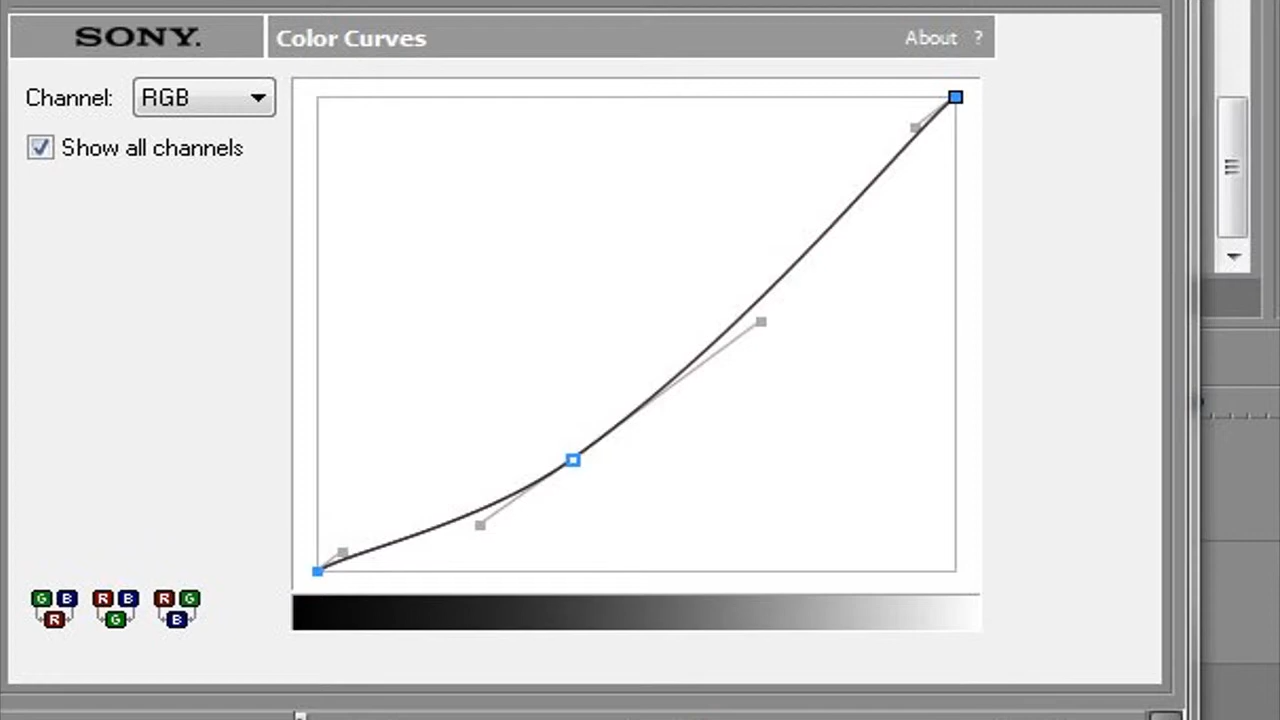 SONY.
Color Curves
About ?
Channel: RGB
Show all channels
G B R
R B G
R G B